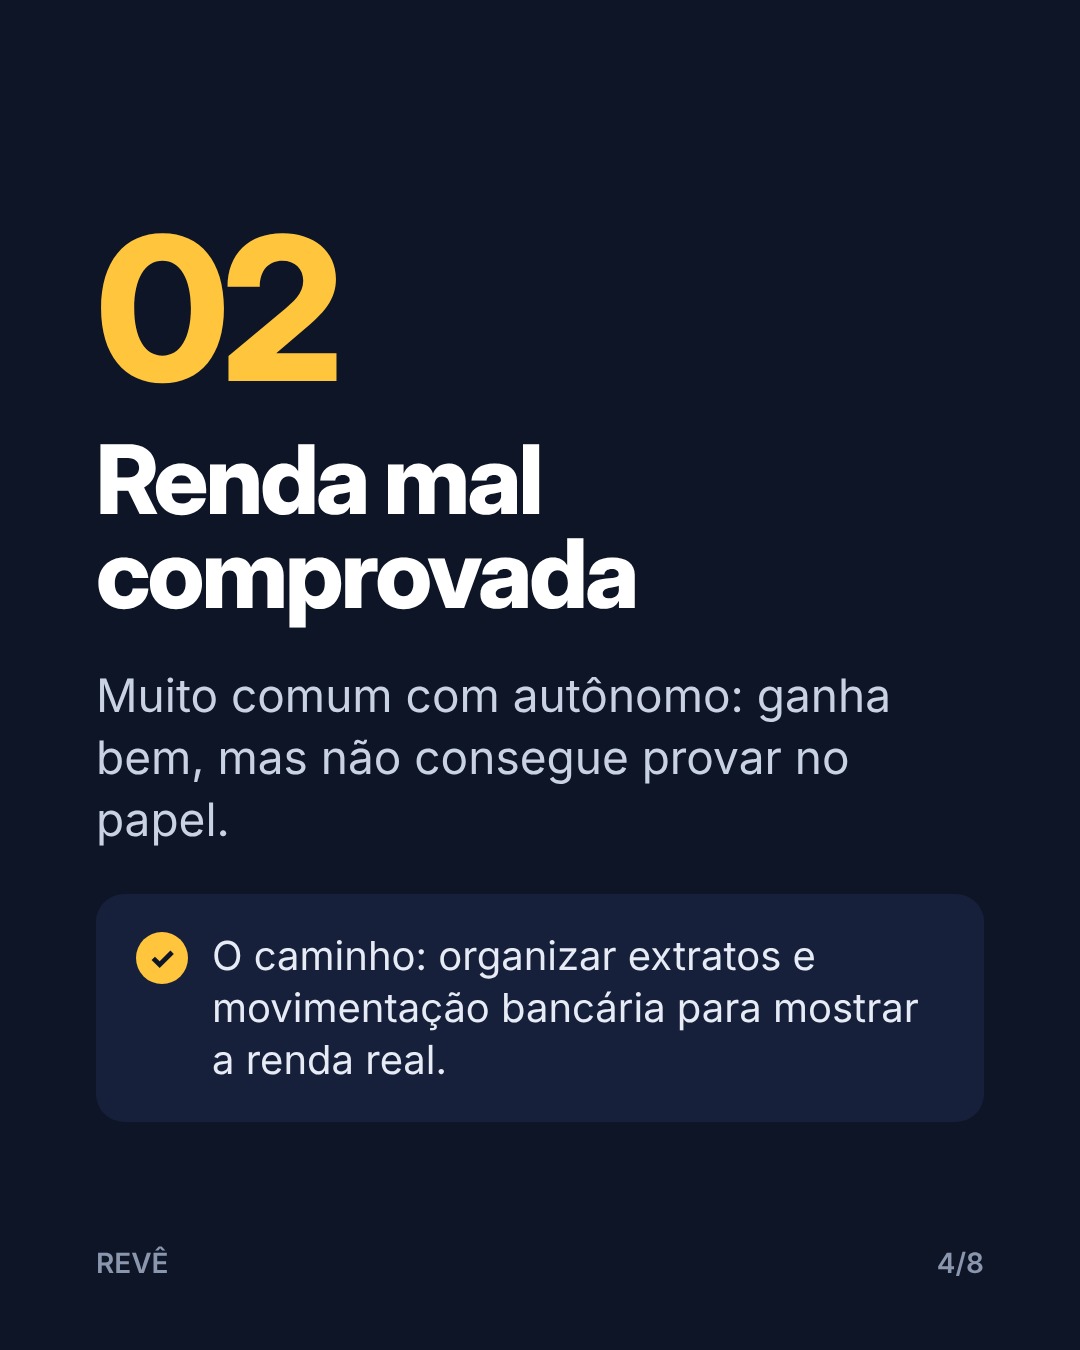 02
Renda mal
comprovada
Muito comum com autônomo: ganha
bem, mas não consegue provar no
papel.
O caminho: organizar extratos e
movimentação bancária para mostrar
a renda real.
REVÊ
4/8